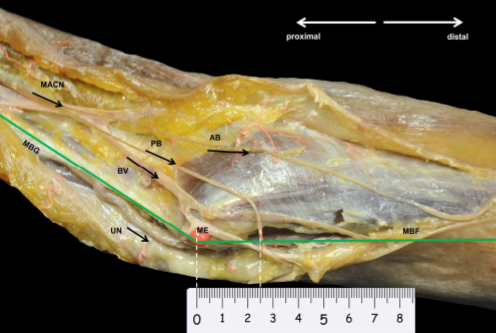 proximal distal
MACN
MBG
PB
AB
BV
UN
ME
MBF
0 1 2 3 4 5 6 7 8